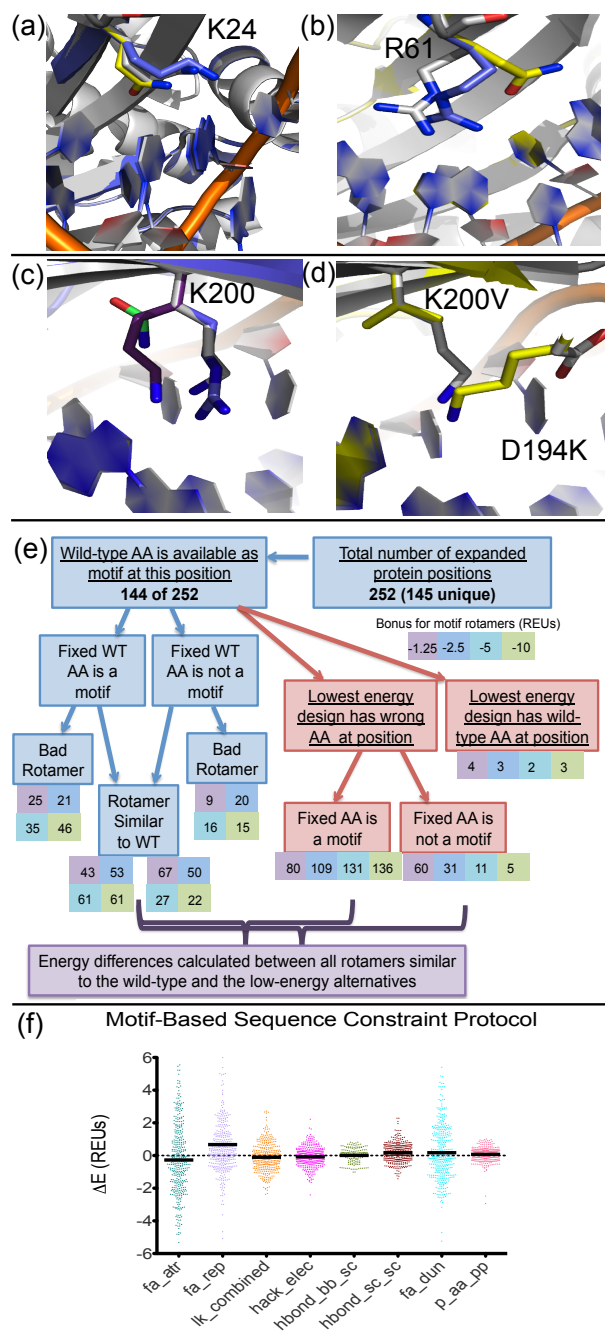 (a)
K24
(b)
R61
(c)
K200
(d)
K200V
D194K
(e)
Wild-type AA is available as
motif at this position
144 of 252
Total number of expanded
protein positions
252 (145 unique)
Bonus for motif rotamers (REUs)
-1.25 -2.5 -5 -10
Fixed WT
AA is a
motif
Fixed WT
AA is not a
motif
Lowest energy
design has wrong
AA at position
Lowest energy
design has wild-
type AA at position
4 3 2 3
Bad
Rotamer
25 21
35 46
Rotamer
Similar
to WT
43 53
61 61
67 50
27 22
Bad
Rotamer
9 20
16 15
Fixed AA is
a motif
80 109 131 136
Fixed AA is
not a motif
60 31 11 5
Energy differences calculated between all rotamers similar
to the wild-type and the low-energy alternatives
(f)
Motif-Based Sequence Constraint Protocol
ΔE (REUs)
6
4
2
0
-2
-4
-6
fa_atr
fa_rep
lk_combined
hack_elec
hbond_bb_sc
hbond_sc_sc
fa_dun
p_aa_pp